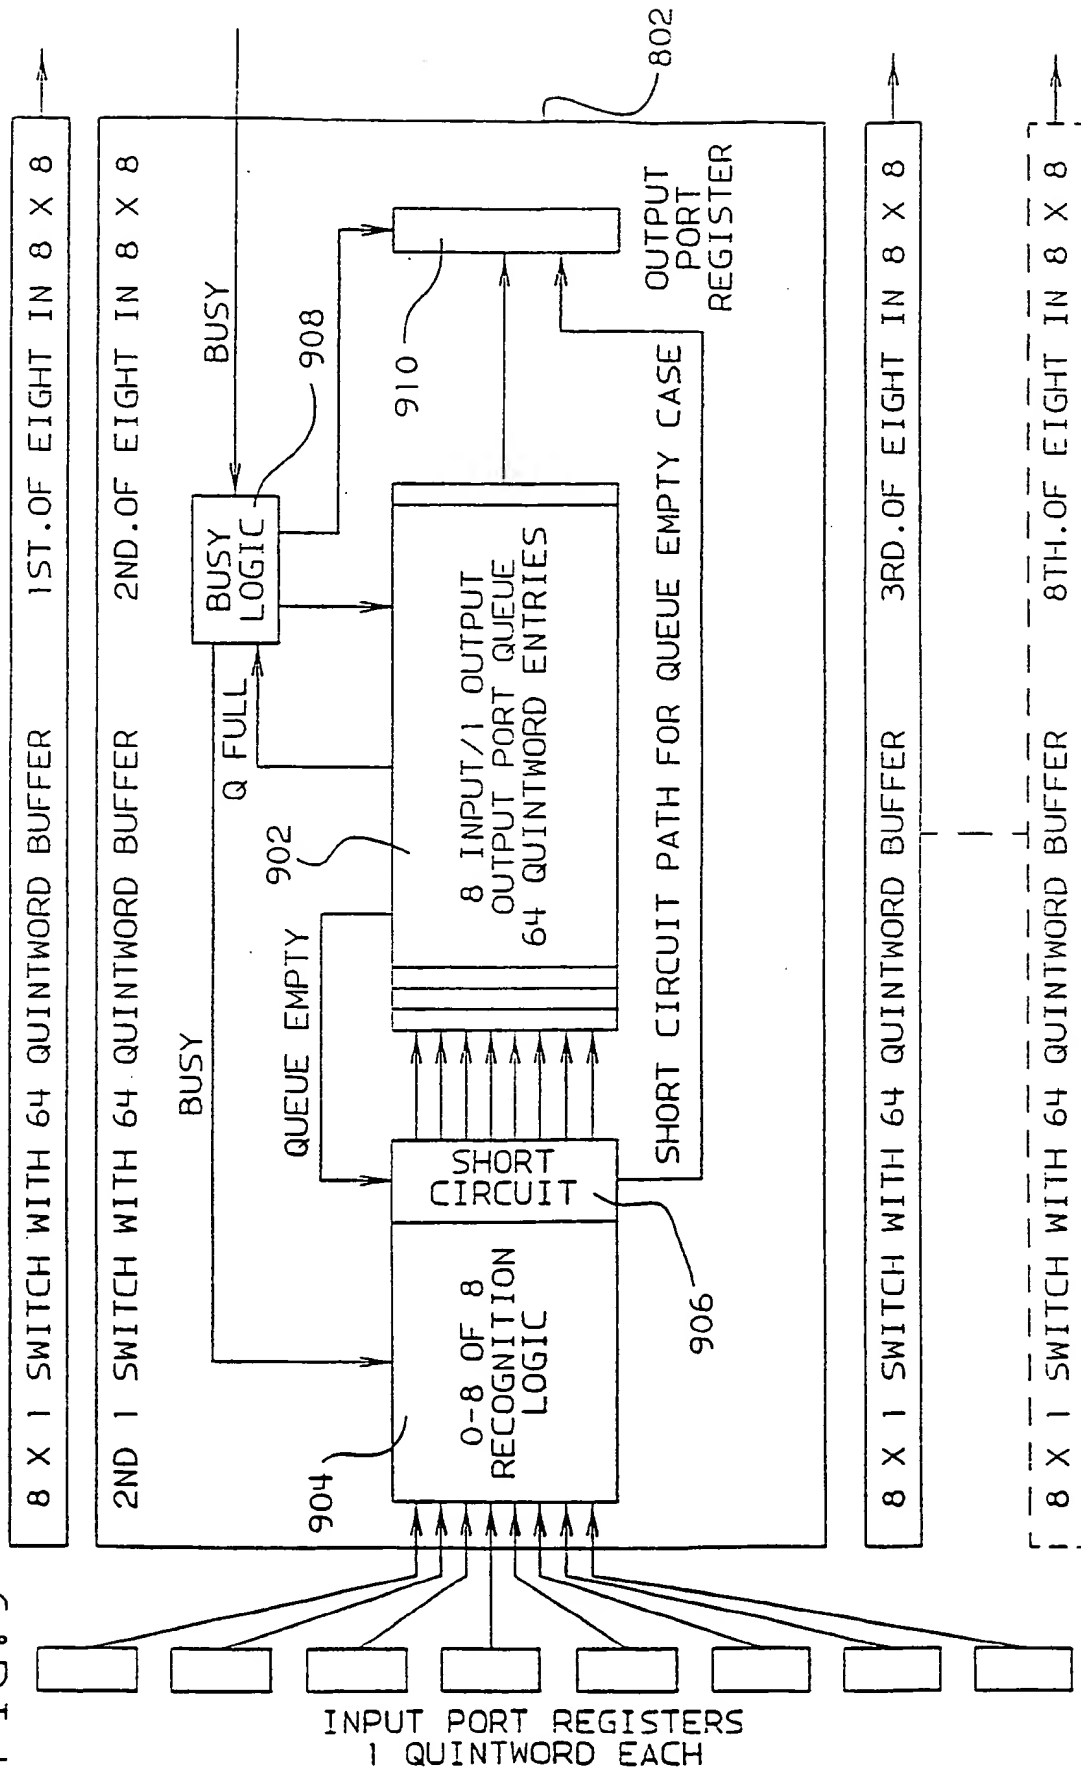 8 X 1 SWITCH WITH 64 QUINTWORD BUFFER 1ST.OF EIGHT IN 8 X 8
2ND 1 SWITCH WITH 64 QUINTWORD BUFFER 2ND.OF EIGHT IN 8 X 8
BUSY
BUSY
BUSY
LOGIC
908
Q FULL
QUEUE EMPTY
902
904
0-8 OF 8
RECOGNITION
LOGIC
SHORT
CIRCUIT
906
8 INPUT/1 OUTPUT
OUTPUT PORT QUEUE
64 QUINTWORD ENTRIES
910
OUTPUT
PORT
REGISTER
802
SHORT CIRCUIT PATH FOR QUEUE EMPTY CASE
8 X 1 SWITCH WITH 64 QUINTWORD BUFFER 3RD.OF EIGHT IN 8 X 8
8 X 1 SWITCH WITH 64 QUINTWORD BUFFER 8TH.OF EIGHT IN 8 X 8
INPUT PORT REGISTERS
1 QUINTWORD EACH